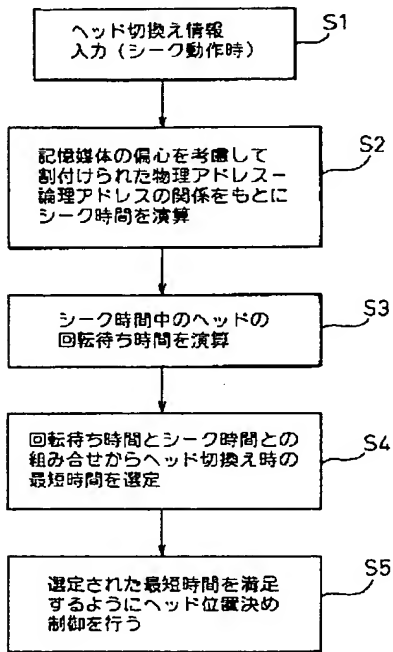 ヘッド切換え情報
入力（シーク動作時）
S1
記憶媒体の偏心を考慮して
割付けられた物理アドレスー
論理アドレスの関係をもとに
シーク時間を演算
S2
シーク時間中のヘッドの
回転待ち時間を演算
S3
回転待ち時間とシーク時間との
組み合せからヘッド切換え時の
最短時間を選定
S4
選定された最短時間を満足
するようにヘッド位置決め
制御を行う
S5